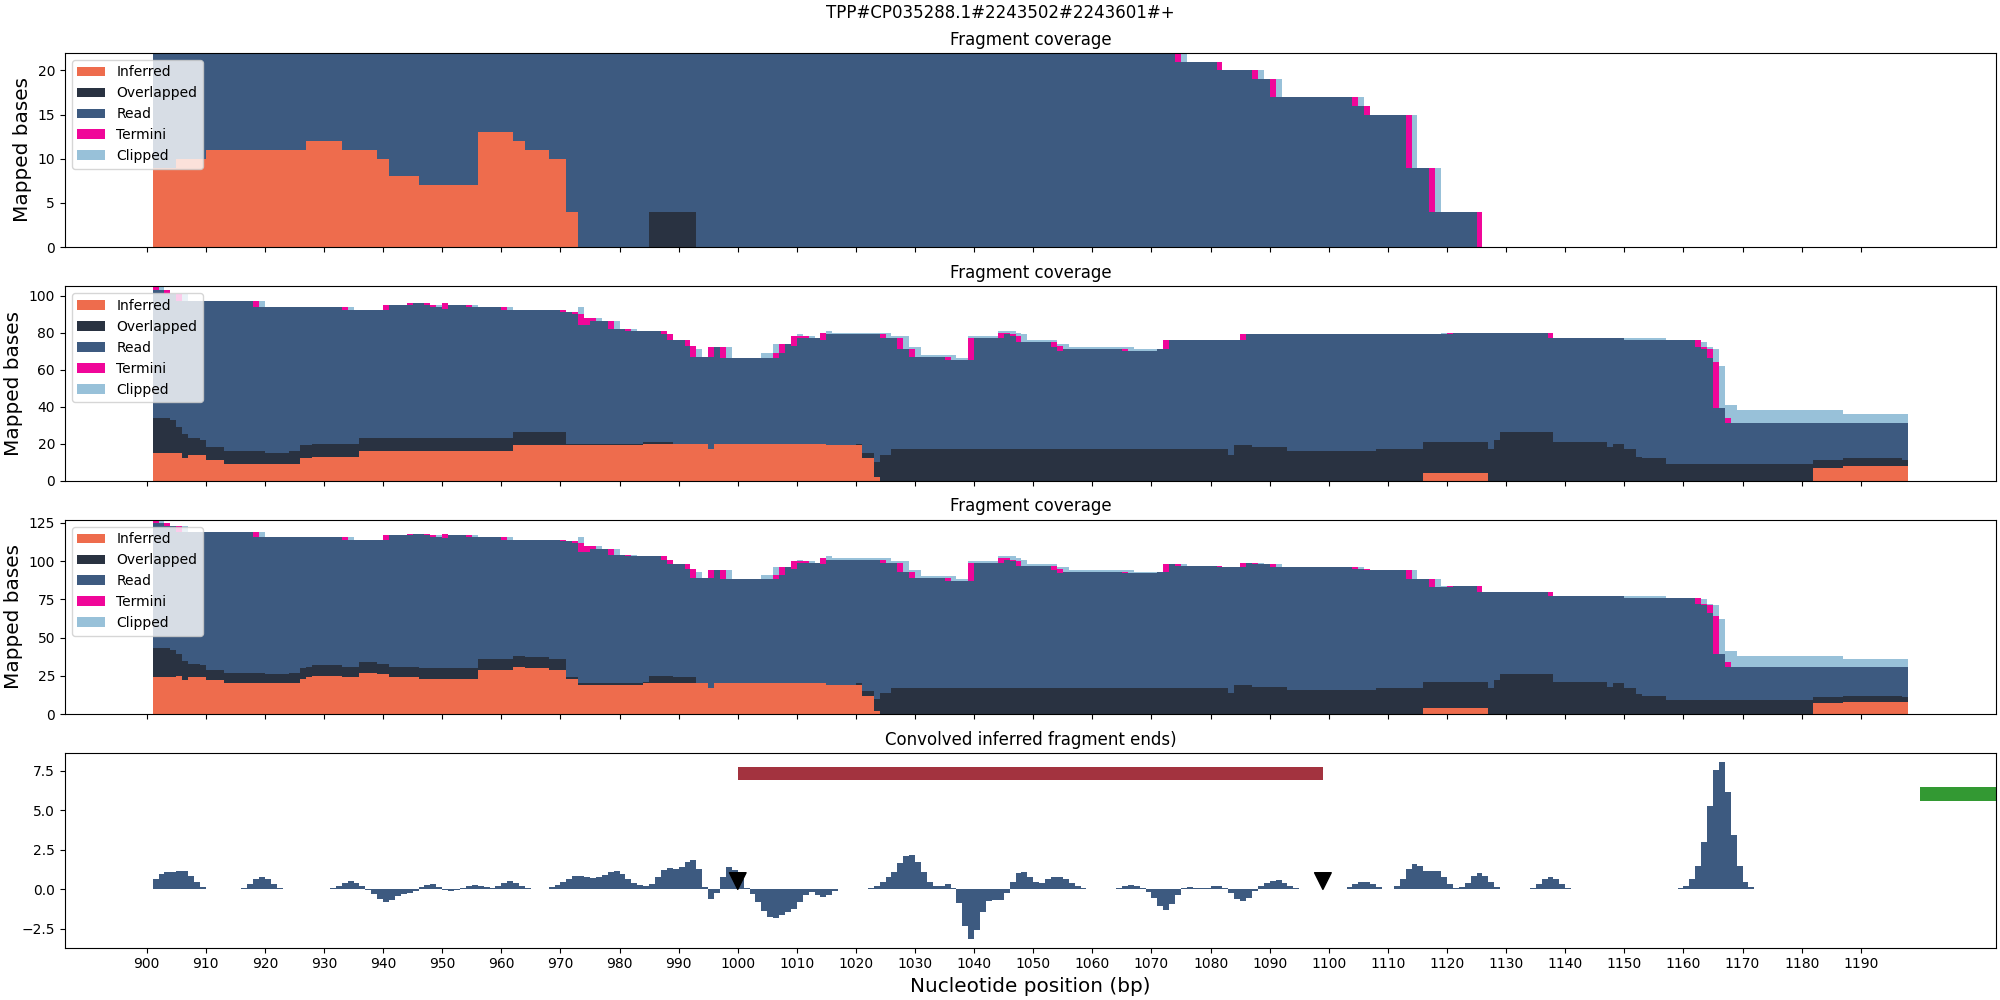 TPP#CP035288.1#2243502#2243601#+
Fragment coverage
Mapped bases
20
15
10
5
0
Inferred
Overlapped
Read
Termini
Clipped
Fragment coverage
Mapped bases
100
80
60
40
20
0
Inferred
Overlapped
Read
Termini
Clipped
Fragment coverage
Mapped bases
125
100
75
50
25
0
Inferred
Overlapped
Read
Termini
Clipped
Convolved inferred fragment ends)
7.5
5.0
2.5
0.0
−2.5
900 910 920 930 940 950 960 970 980 990 1000 1010 1020 1030 1040 1050 1060 1070 1080 1090 1100 1110 1120 1130 1140 1150 1160 1170 1180 1190
Nucleotide position (bp)